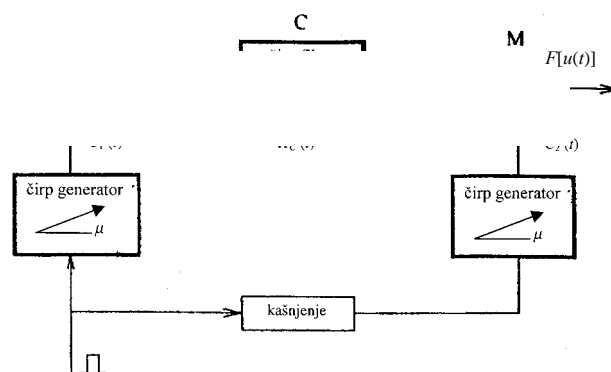 C
M
F[u(t)]
čirp generator
μ
čirp generator
μ
kašnjenje